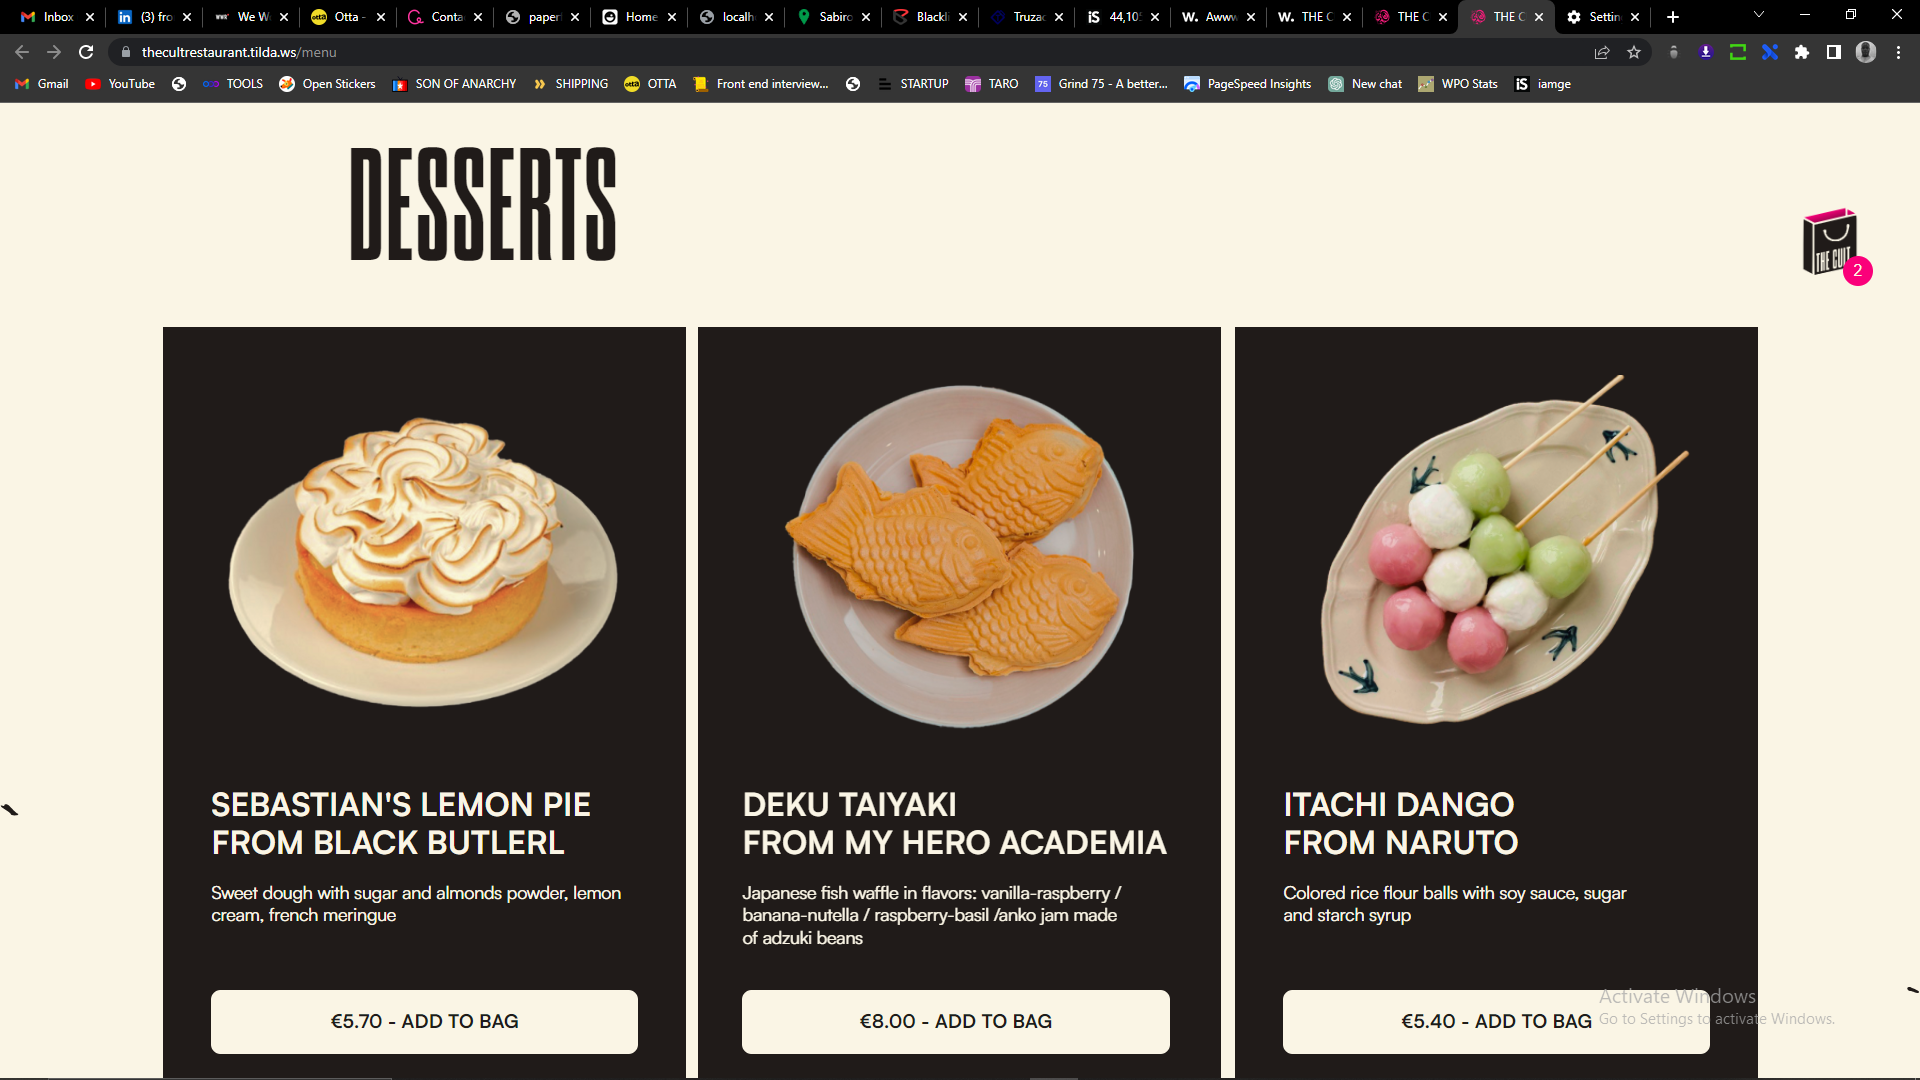 Inbox
(3) fro
We W
Otta -
Conta
paper
Home
localh
Sabiro
Blackli
Truzac
44,105
Awww
THE C
THE C
THE C
Settin
thecultrestaurant.tilda.ws/menu
Gmail
YouTube
TOOLS
Open Stickers
SON OF ANARCHY
SHIPPING
OTTA
Front end interview...
STARTUP
TARO
Grind 75 - A better...
PageSpeed Insights
New chat
WPO Stats
iamge
DESSERTS
THE CULT
2
SEBASTIAN'S LEMON PIE
FROM BLACK BUTLERL
Sweet dough with sugar and almonds powder, lemon
cream, french meringue
€5.70 - ADD TO BAG
DEKU TAIYAKI
FROM MY HERO ACADEMIA
Japanese fish waffle in flavors: vanilla-raspberry /
banana-nutella / raspberry-basil /anko jam made
of adzuki beans
€8.00 - ADD TO BAG
ITACHI DANGO
FROM NARUTO
Colored rice flour balls with soy sauce, sugar
and starch syrup
€5.40 - ADD TO BAG
Activate Windows
Go to Settings to activate Windows.